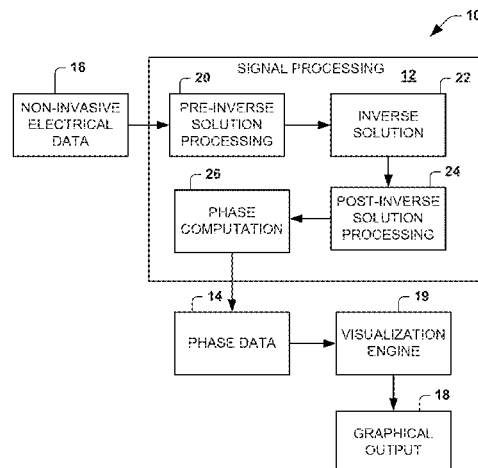 10
16
NON-INVASIVE
ELECTRICAL
DATA
SIGNAL PROCESSING
12
20
PRE-INVERSE
SOLUTION
PROCESSING
22
INVERSE
SOLUTION
24
POST-INVERSE
SOLUTION
PROCESSING
26
PHASE
COMPUTATION
14
PHASE DATA
19
VISUALIZATION
ENGINE
18
GRAPHICAL
OUTPUT